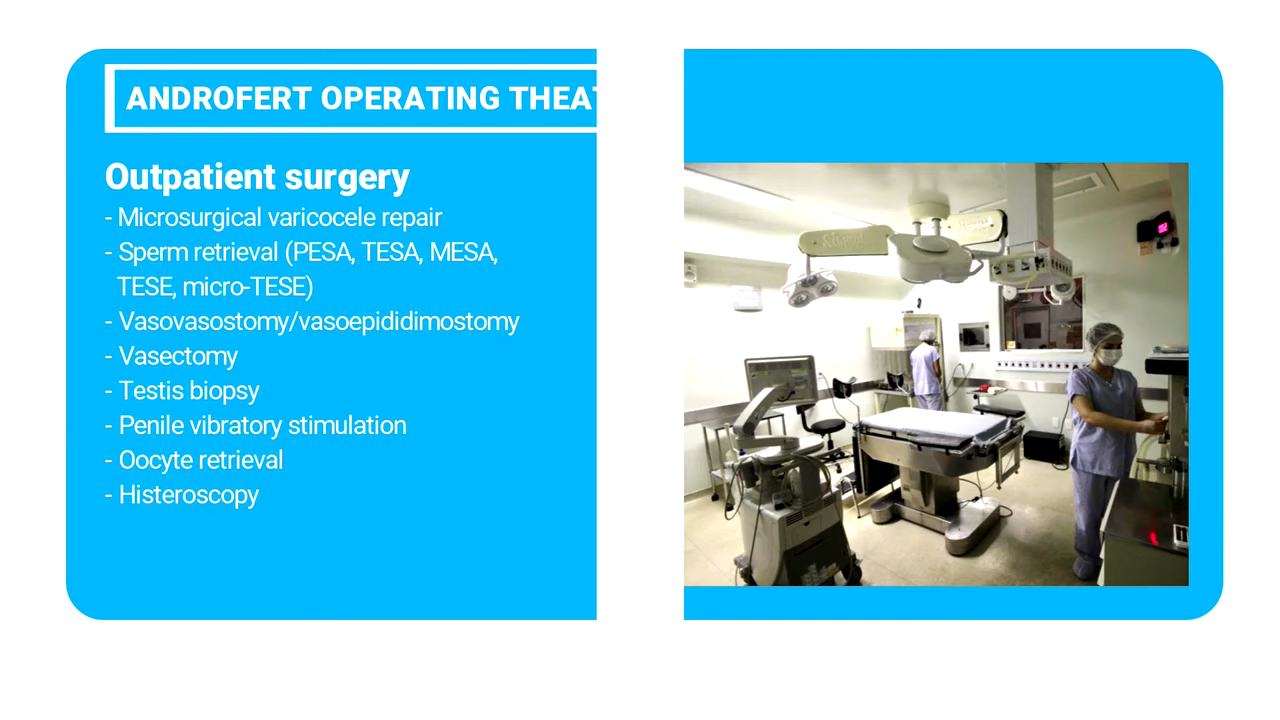 ANDROFERT OPERATING THEAT
Outpatient surgery
- Microsurgical varicocele repair
- Sperm retrieval (PESA, TESA, MESA,
TESE, micro-TESE)
- Vasovasostomy/vasoepididimostomy
- Vasectomy
- Testis biopsy
- Penile vibratory stimulation
- Oocyte retrieval
- Histeroscopy